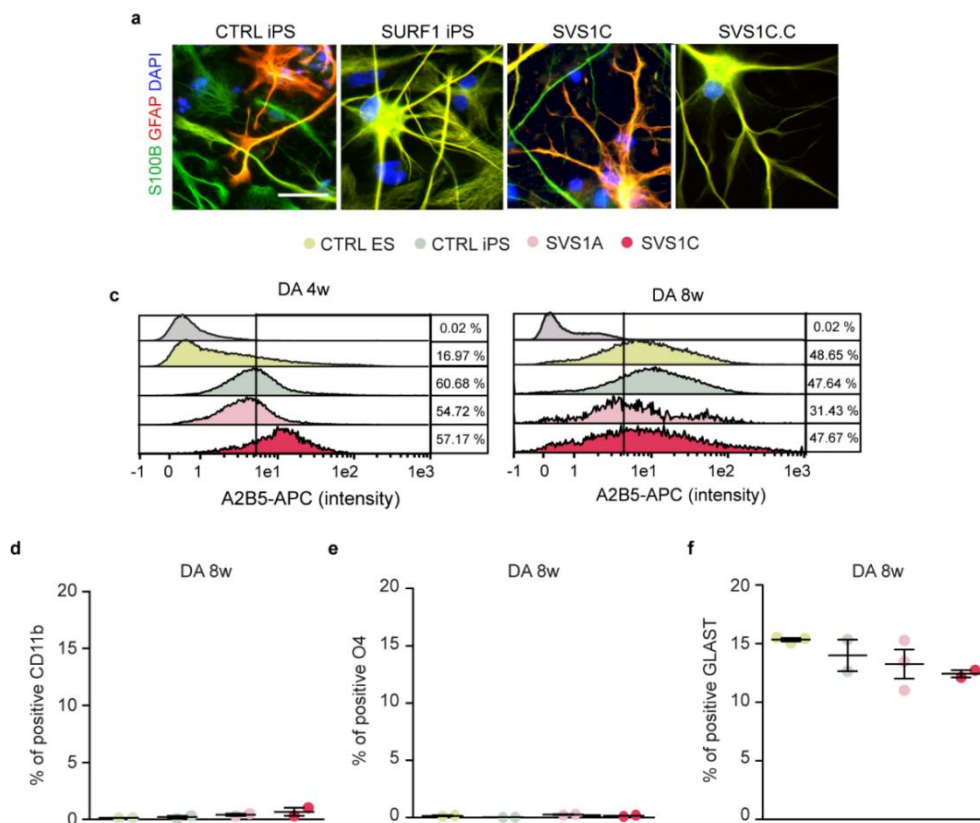 a
CTRL iPS SURF1 iPS SVS1C SVS1C.C
S100B GFAP DAPI
CTRL ES CTRL iPS SVS1A SVS1C
c
DA 4w
0.02 %
16.97 %
60.68 %
54.72 %
57.17 %
-1 0 1 1e1 1e2 1e3
A2B5-APC (intensity)
DA 8w
0.02 %
48.65 %
47.64 %
31.43 %
47.67 %
-1 0 1 1e1 1e2 1e3
A2B5-APC (intensity)
d
DA 8w
% of positive CD11b
20
15
10
5
0
e
DA 8w
% of positive O4
20
15
10
5
0
f
DA 8w
% of positive GLAST
20
15
10
5
0